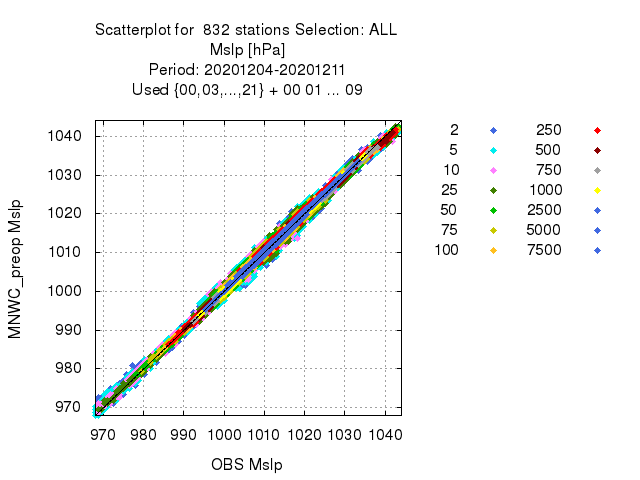 Scatterplot for 832 stations Selection: ALL
Mslp [hPa]
Period: 20201204-20201211
Used {00,03,...,21} + 00 01 ... 09
MNWC_preop Mslp
1040
1030
1020
1010
1000
990
980
970
970 980 990 1000 1010 1020 1030 1040
OBS Mslp
2 250
5 500
10 750
25 1000
50 2500
75 5000
100 7500